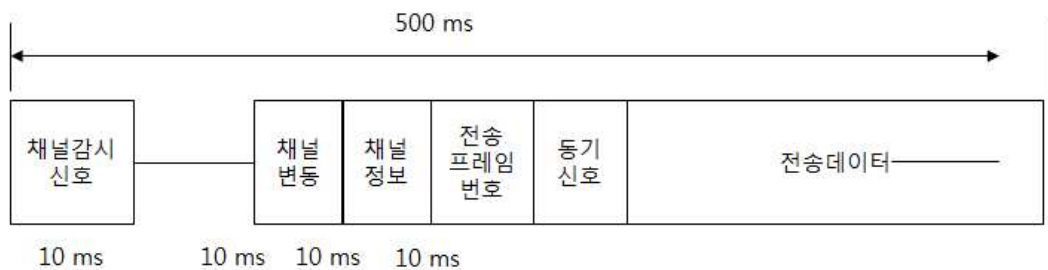 500 ms
채널감시
신호
채널
변동
채널
정보
전송
프레임
번호
동기
신호
전송데이터
10 ms
10 ms
10 ms
10 ms